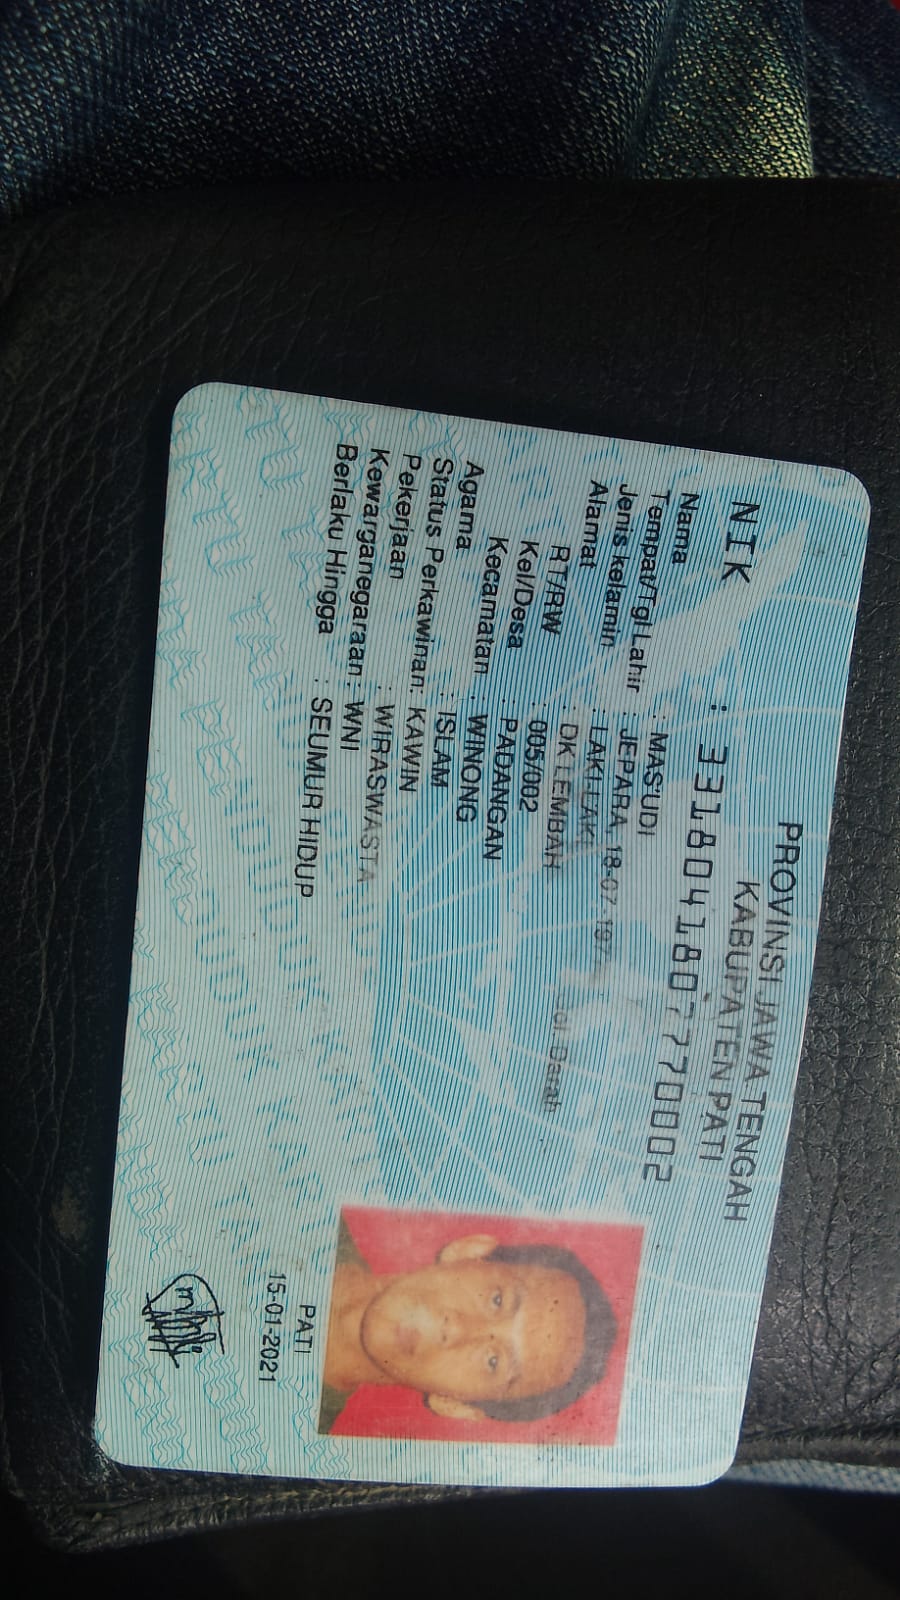 PROVINSI JAWA TENGAH
KABUPATEN PATI
NIK : 3318041807770002
Nama : MAS'UDI
Tempat/Tgl Lahir : JEPARA, 18-07-197
Jenis kelamin : LAKI-LAKI Darah
Alamat : DK LEMBAH
RT/RW : 005/002
Kel/Desa : PADANGAN
Kecamatan : WINONG
Agama : ISLAM
Status Perkawinan: KAWIN
Pekerjaan : WIRASWASTA
Kewarganegaraan : WNI
Berlaku Hingga : SEUMUR HIDUP
PATI
15-01-2021